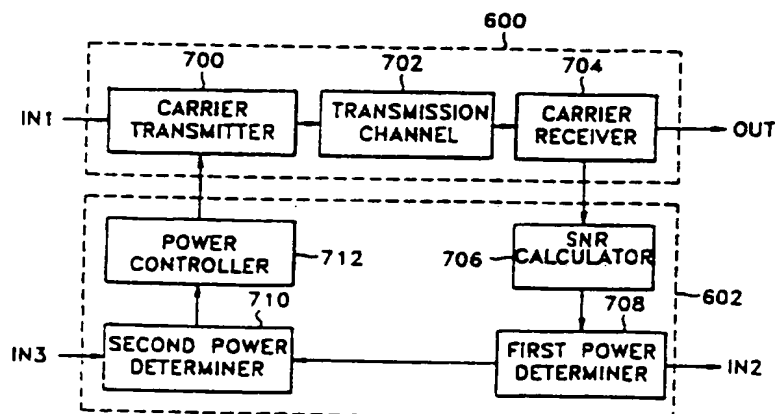 600
700
702
704
IN1
CARRIER
TRANSMITTER
TRANSMISSION
CHANNEL
CARRIER
RECEIVER
OUT
POWER
CONTROLLER
712
706
SNR
CALCULATOR
602
710
708
IN3
SECOND POWER
DETERMINER
FIRST POWER
DETERMINER
IN2